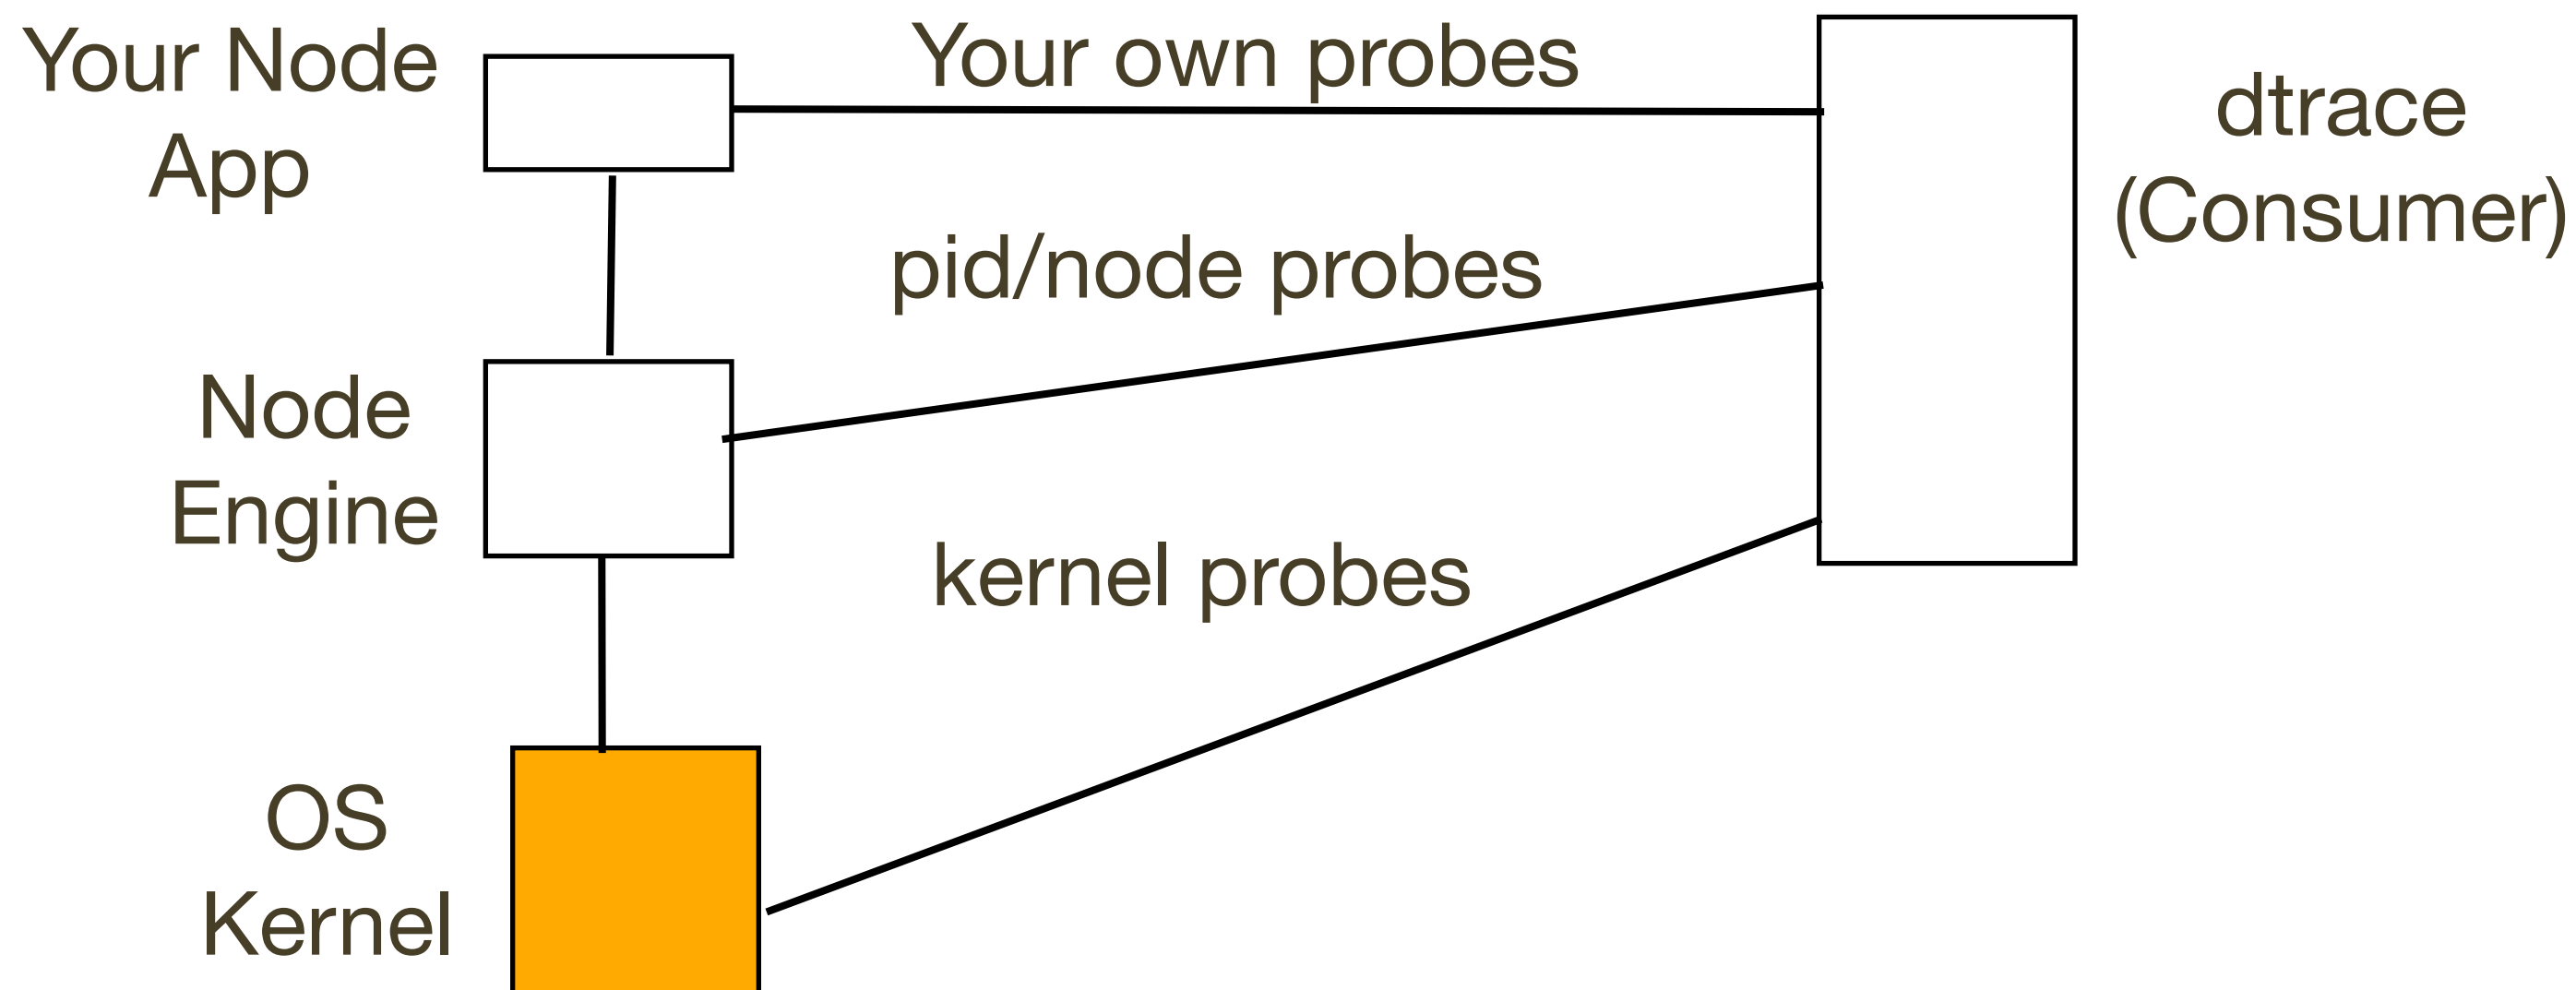 Your Node
App
Your own probes
dtrace
(Consumer)
pid/node probes
Node
Engine
kernel probes
OS
Kernel